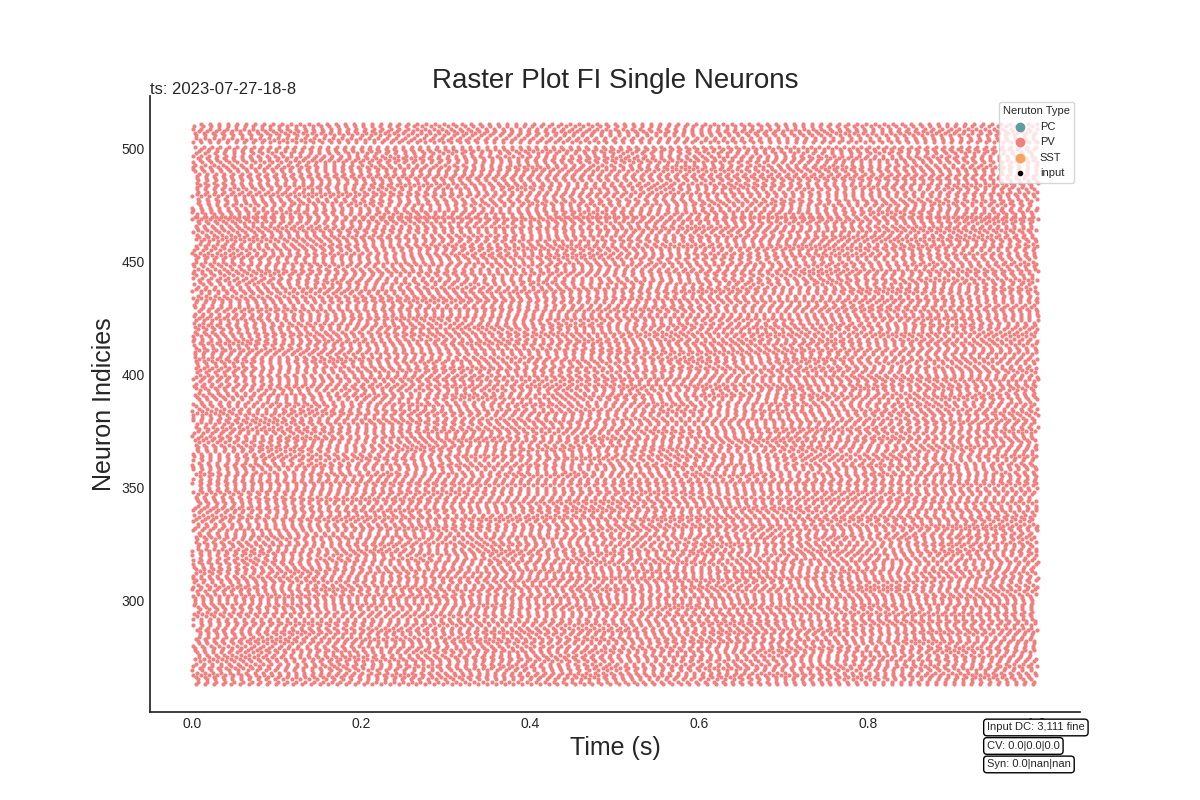 Raster Plot FI Single Neurons
ts: 2023-07-27-18-8
Neruton Type
PC
PV
SST
input
500
450
400
350
300
Neuron Indicies
0.0 0.2 0.4 0.6 0.8
Time (s)
Input DC: 3,111 fine
CV: 0.0|0.0|0.0
Syn: 0.0|nan|nan